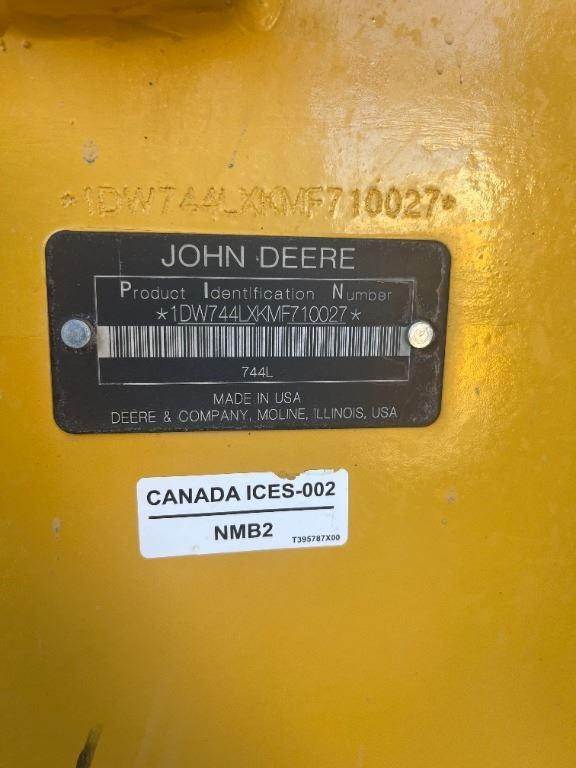 *1DW744LXKMF710027*
JOHN DEERE
Product Identification Number
*1DW744LXKMF710027*
744L
MADE IN USA
DEERE & COMPANY, MOLINE, ILLINOIS, USA
CANADA ICES-002
NMB2
T395787X00